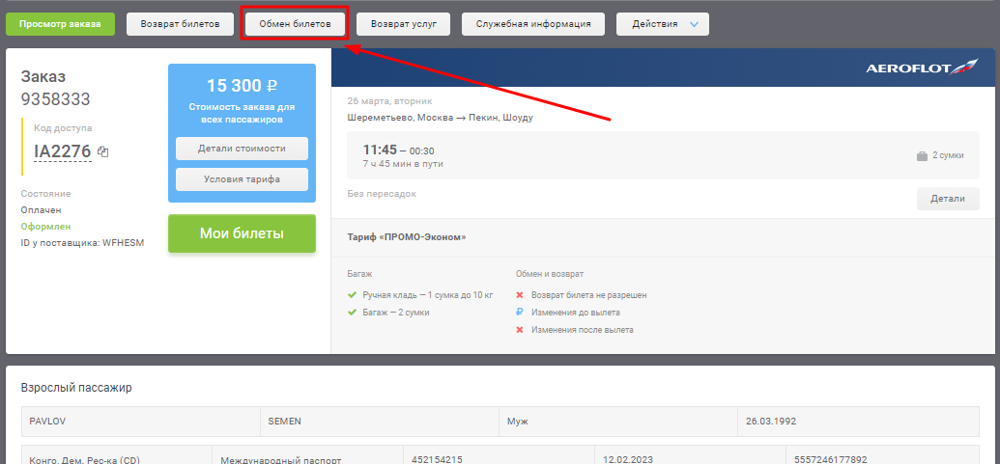 Просмотр заказа
Возврат билетов
Обмен билетов
Возврат услуг
Служебная информация
Действия
Заказ
9358333
Код доступа
IA2276
Состояние
Оплачен
Оформлен
ID у поставщика: WFHESM
15 300 ₽
Стоимость заказа для
всех пассажиров
Детали стоимости
Условия тарифа
Мои билеты
AEROFLOT
26 марта, вторник
Шереметьево, Москва → Пекин, Шоуду
11:45 — 00:30
7 ч 45 мин в пути
2 сумки
Без пересадок
Детали
Тариф «ПРОМО-Эконом»
Багаж
Ручная кладь — 1 сумка до 10 кг
Багаж — 2 сумки
Обмен и возврат
Возврат билета не разрешен
₽ Изменения до вылета
Изменения после вылета
Взрослый пассажир
PAVLOV SEMEN Муж 26.03.1992
Конго, Дем. Рес-ка (CD) Международный паспорт 452154215 12.02.2023 5557246177892